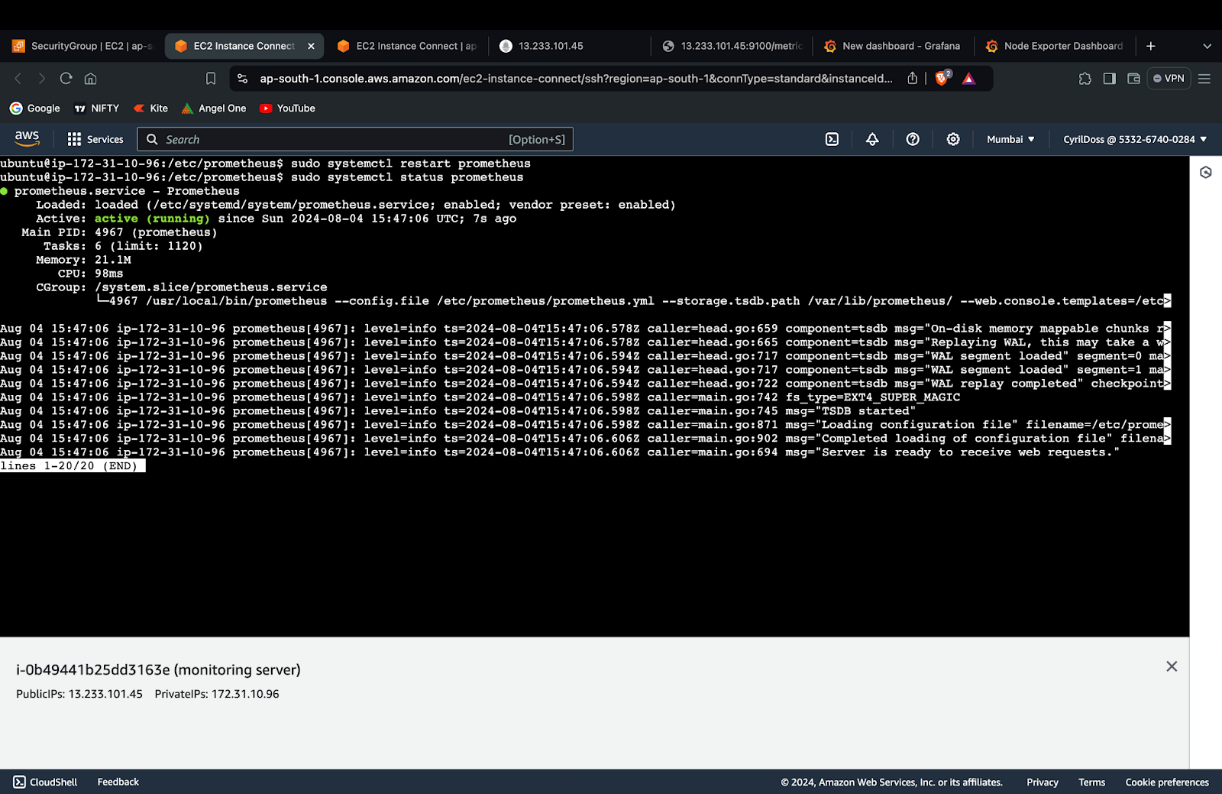 SecurityGroup | EC2 | ap-s
EC2 Instance Connect
EC2 Instance Connect | ap
13.233.101.45
13.233.101.45:9100/metric
New dashboard - Grafana
Node Exporter Dashboard
ap-south-1.console.aws.amazon.com/ec2-instance-connect/ssh?region=ap-south-1&connType=standard&instanceId...
2
VPN
Google
NIFTY
Kite
Angel One
YouTube
aws
Services
Search
[Option+S]
Mumbai
CyrilDoss @ 5332-6740-0284
ubuntu@ip-172-31-10-96:/etc/prometheus$ sudo systemctl restart prometheus
ubuntu@ip-172-31-10-96:/etc/prometheus$ sudo systemctl status prometheus
● prometheus.service - Prometheus
Loaded: loaded (/etc/systemd/system/prometheus.service; enabled; vendor preset: enabled)
Active: active (running) since Sun 2024-08-04 15:47:06 UTC; 7s ago
Main PID: 4967 (prometheus)
Tasks: 6 (limit: 1120)
Memory: 21.1M
CPU: 98ms
CGroup: /system.slice/prometheus.service
└─4967 /usr/local/bin/prometheus --config.file /etc/prometheus/prometheus.yml --storage.tsdb.path /var/lib/prometheus/ --web.console.templates=/etc>
Aug 04 15:47:06 ip-172-31-10-96 prometheus[4967]: level=info ts=2024-08-04T15:47:06.578Z caller=head.go:659 component=tsdb msg="On-disk memory mappable chunks r>
Aug 04 15:47:06 ip-172-31-10-96 prometheus[4967]: level=info ts=2024-08-04T15:47:06.578Z caller=head.go:665 component=tsdb msg="Replaying WAL, this may take a w>
Aug 04 15:47:06 ip-172-31-10-96 prometheus[4967]: level=info ts=2024-08-04T15:47:06.594Z caller=head.go:717 component=tsdb msg="WAL segment loaded" segment=0 ma>
Aug 04 15:47:06 ip-172-31-10-96 prometheus[4967]: level=info ts=2024-08-04T15:47:06.594Z caller=head.go:717 component=tsdb msg="WAL segment loaded" segment=1 ma>
Aug 04 15:47:06 ip-172-31-10-96 prometheus[4967]: level=info ts=2024-08-04T15:47:06.594Z caller=head.go:722 component=tsdb msg="WAL replay completed" checkpoint>
Aug 04 15:47:06 ip-172-31-10-96 prometheus[4967]: level=info ts=2024-08-04T15:47:06.598Z caller=main.go:742 fs_type=EXT4_SUPER_MAGIC
Aug 04 15:47:06 ip-172-31-10-96 prometheus[4967]: level=info ts=2024-08-04T15:47:06.598Z caller=main.go:745 msg="TSDB started"
Aug 04 15:47:06 ip-172-31-10-96 prometheus[4967]: level=info ts=2024-08-04T15:47:06.598Z caller=main.go:871 msg="Loading configuration file" filename=/etc/prome>
Aug 04 15:47:06 ip-172-31-10-96 prometheus[4967]: level=info ts=2024-08-04T15:47:06.606Z caller=main.go:902 msg="Completed loading of configuration file" filena>
Aug 04 15:47:06 ip-172-31-10-96 prometheus[4967]: level=info ts=2024-08-04T15:47:06.606Z caller=main.go:694 msg="Server is ready to receive web requests."
lines 1-20/20 (END)
i-0b49441b25dd3163e (monitoring server)
PublicIPs: 13.233.101.45 PrivateIPs: 172.31.10.96
CloudShell
Feedback
© 2024, Amazon Web Services, Inc. or its affiliates.
Privacy
Terms
Cookie preferences